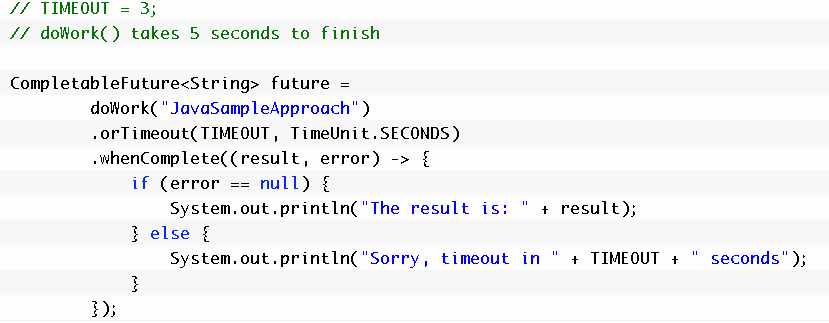 // TIMEOUT = 3;
// doWork() takes 5 seconds to finish
CompletableFuture<String> future =
doWork("JavaSampleApproach")
.orTimeout(TIMEOUT, TimeUnit.SECONDS)
.whenComplete((result, error) -> {
if (error == null) {
System.out.println("The result is: " + result);
} else {
System.out.println("Sorry, timeout in " + TIMEOUT + " seconds");
}
});